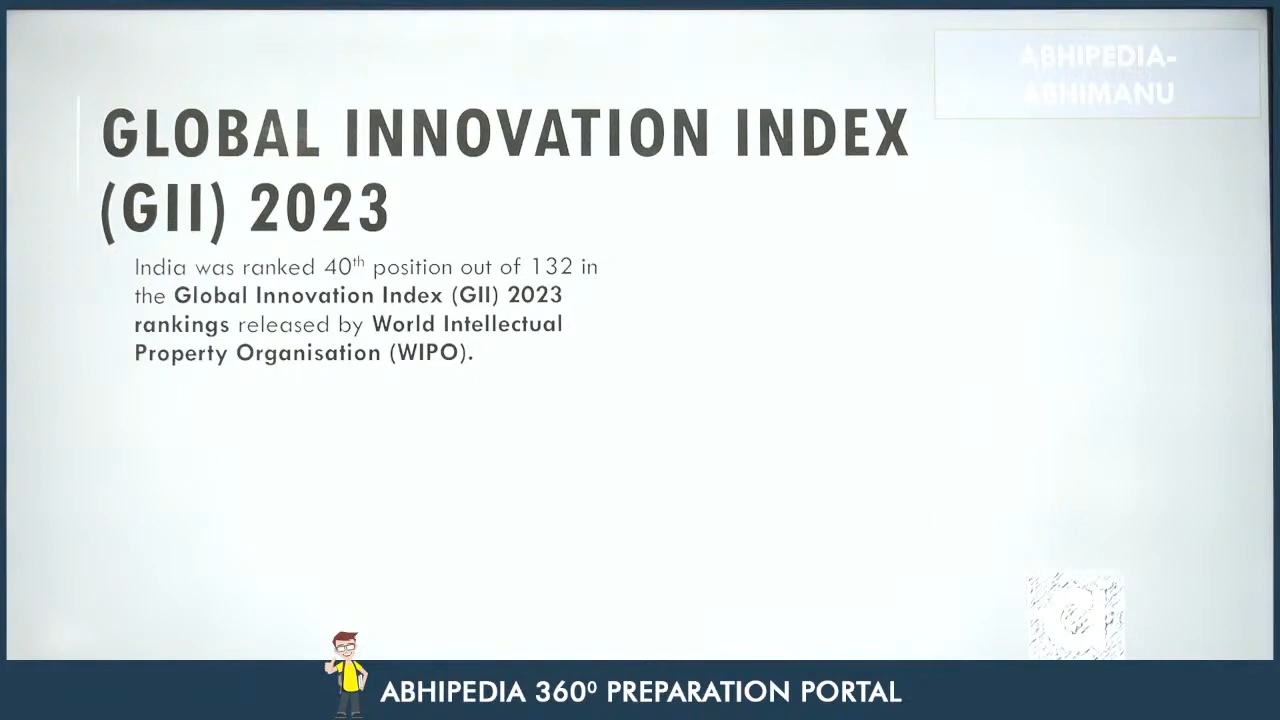 ABHIPEDIA-
ABHIMANU
GLOBAL INNOVATION INDEX
(GII) 2023
India was ranked 40th position out of 132 in
the Global Innovation Index (GII) 2023
rankings released by World Intellectual
Property Organisation (WIPO).
ABHIPEDIA 360⁰ PREPARATION PORTAL